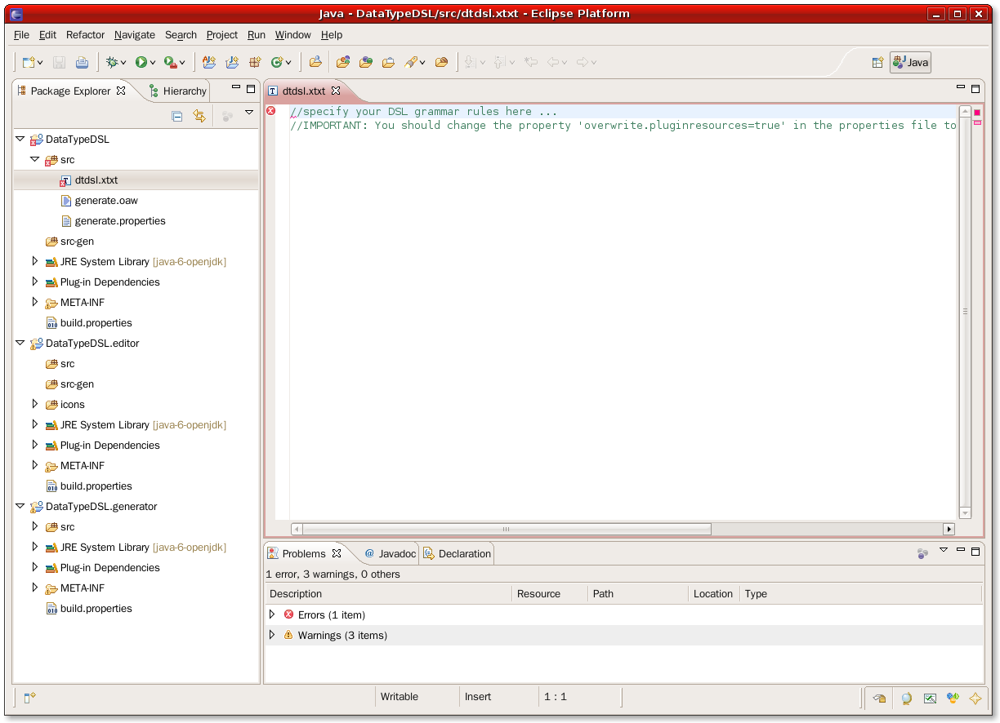 Java - DataTypeDSL/src/dtdsl.xtxt - Eclipse Platform
File Edit Refactor Navigate Search Project Run Window Help
Java
Package Explorer Hierarchy
DataTypeDSL
src
dtdsl.xtxt
generate.oaw
generate.properties
src-gen
JRE System Library [java-6-openjdk]
Plug-in Dependencies
META-INF
build.properties
DataTypeDSL.editor
src
src-gen
icons
JRE System Library [java-6-openjdk]
Plug-in Dependencies
META-INF
build.properties
DataTypeDSL.generator
src
JRE System Library [java-6-openjdk]
Plug-in Dependencies
META-INF
build.properties
dtdsl.xtxt
//specify your DSL grammar rules here ...
//IMPORTANT: You should change the property 'overwrite.pluginresources=true' in the properties file to
Problems @ Javadoc Declaration
1 error, 3 warnings, 0 others
Description Resource Path Location Type
Errors (1 item)
Warnings (3 items)
Writable Insert 1 : 1